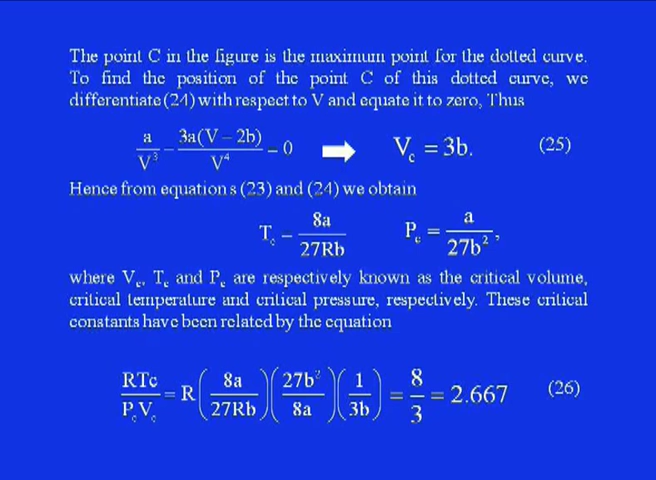 The point C in the figure is the maximum point for the dotted curve.
To find the position of the point C of this dotted curve, we
differentiate (24) with respect to V and equate it to zero, Thus
a/V³ − 3a(V − 2b)/V⁴ = 0 ➡ V_c = 3b. (25)
Hence from equation s (23) and (24) we obtain
T_c = 8a/27Rb P_c = a/27b²,
where V_c, T_c and P_c are respectively known as the critical volume,
critical temperature and critical pressure, respectively. These critical
constants have been related by the equation
RTc/P_cV_c = R(8a/27Rb)(27b²/8a)(1/3b) = 8/3 = 2.667 (26)